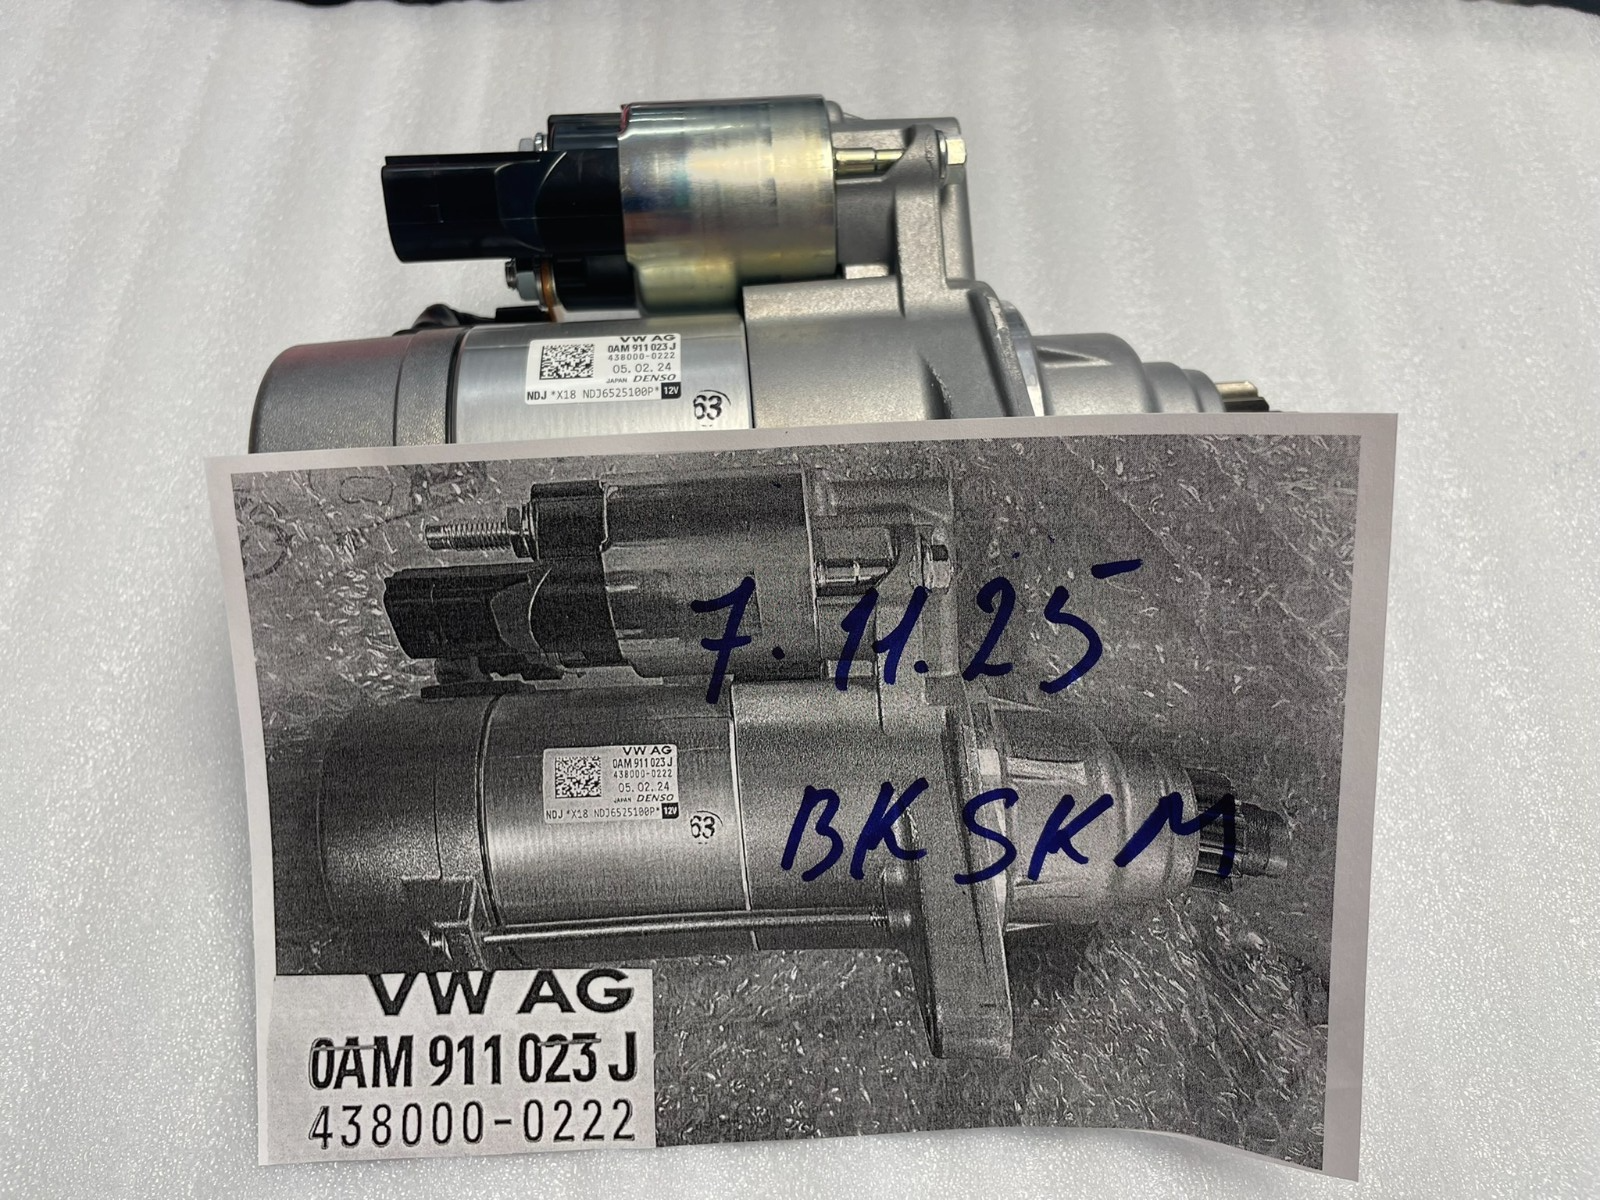 VW AG
0AM 911 023 J
438000-0222
05.02.24
JAPAN DENSO
NDJ *X18 NDJ6525100P* 12V
63
7.11.25
VW AG
0AM 911 023 J
438000-0222
05.02.24
JAPAN DENSO
NDJ *X18 NDJ6525100P* 12V
63
BK SKM
VW AG
0AM 911 023 J
438000-0222